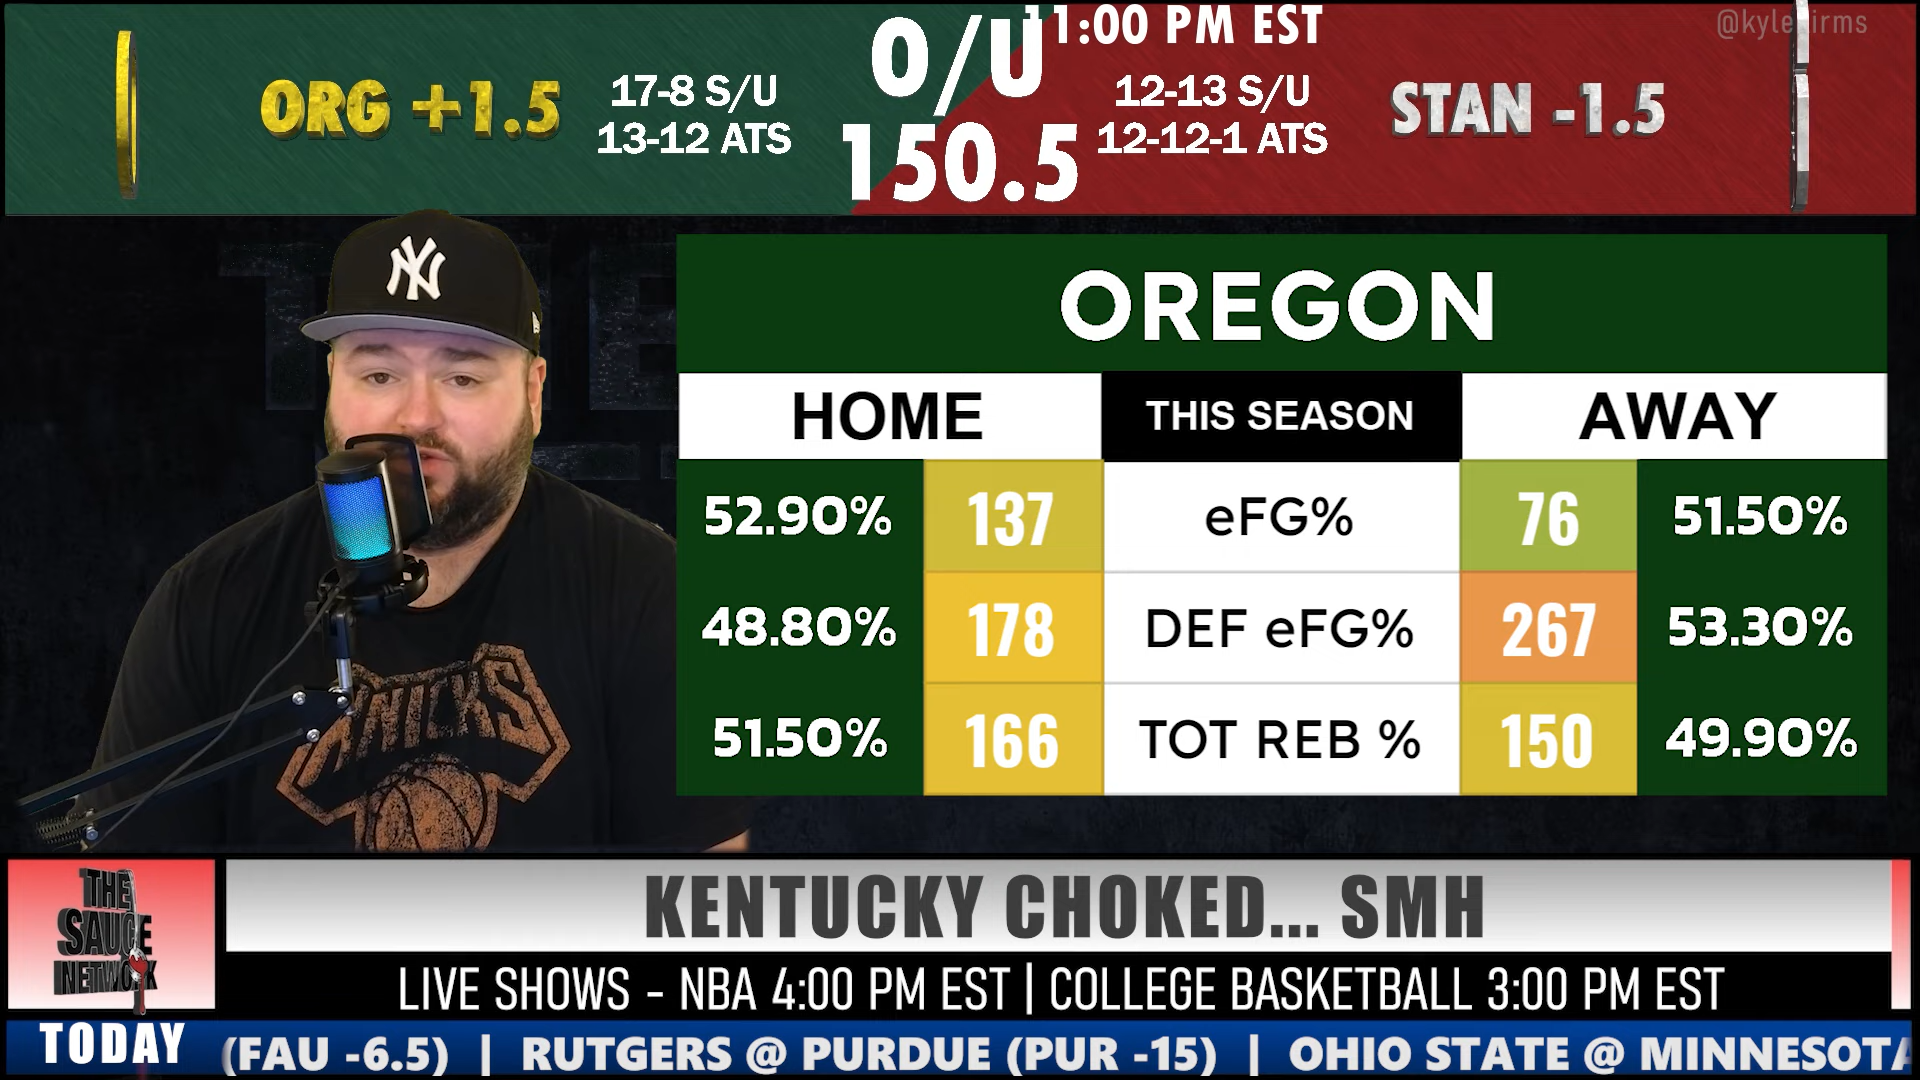 11:00 PM EST
ORG +1.5
17-8 S/U
13-12 ATS
O/U
150.5
12-13 S/U
12-12-1 ATS
STAN -1.5
NY
KNICKS
OREGON
HOME THIS SEASON AWAY
52.90% 137 eFG% 76 51.50%
48.80% 178 DEF eFG% 267 53.30%
51.50% 166 TOT REB % 150 49.90%
THE
SAUCE
NETWORK
KENTUCKY CHOKED... SMH
LIVE SHOWS - NBA 4:00 PM EST | COLLEGE BASKETBALL 3:00 PM EST
TODAY (FAU -6.5) | RUTGERS @ PURDUE (PUR -15) | OHIO STATE @ MINNESOTA